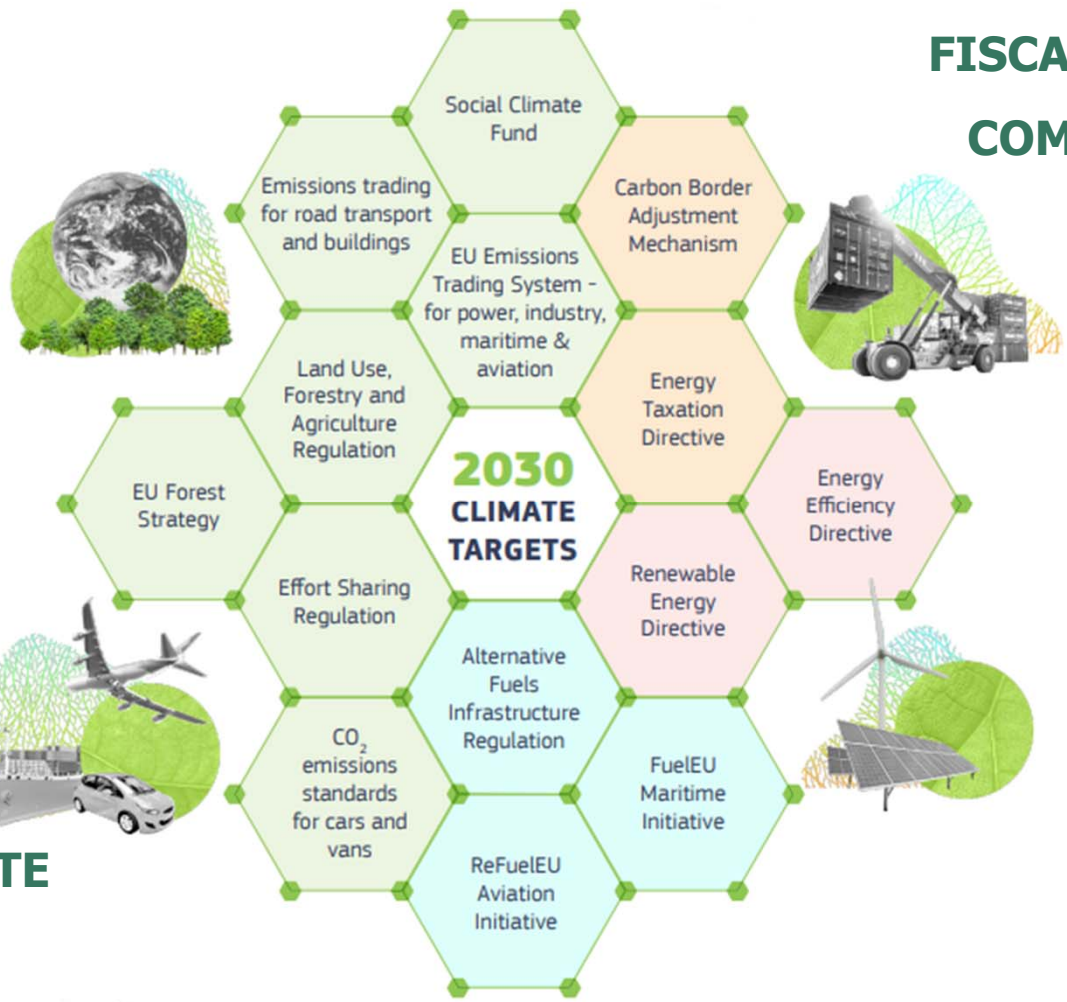 FISCA
COM
Social Climate
Fund
Emissions trading
for road transport
and buildings
Carbon Border
Adjustment
Mechanism
EU Emissions
Trading System -
for power, industry,
maritime &
aviation
Land Use,
Forestry and
Agriculture
Regulation
Energy
Taxation
Directive
EU Forest
Strategy
2030
CLIMATE
TARGETS
Energy
Efficiency
Directive
Effort Sharing
Regulation
Renewable
Energy
Directive
Alternative
Fuels
Infrastructure
Regulation
CO₂
emissions
standards
for cars and
vans
FuelEU
Maritime
Initiative
ReFuelEU
Aviation
Initiative
TE